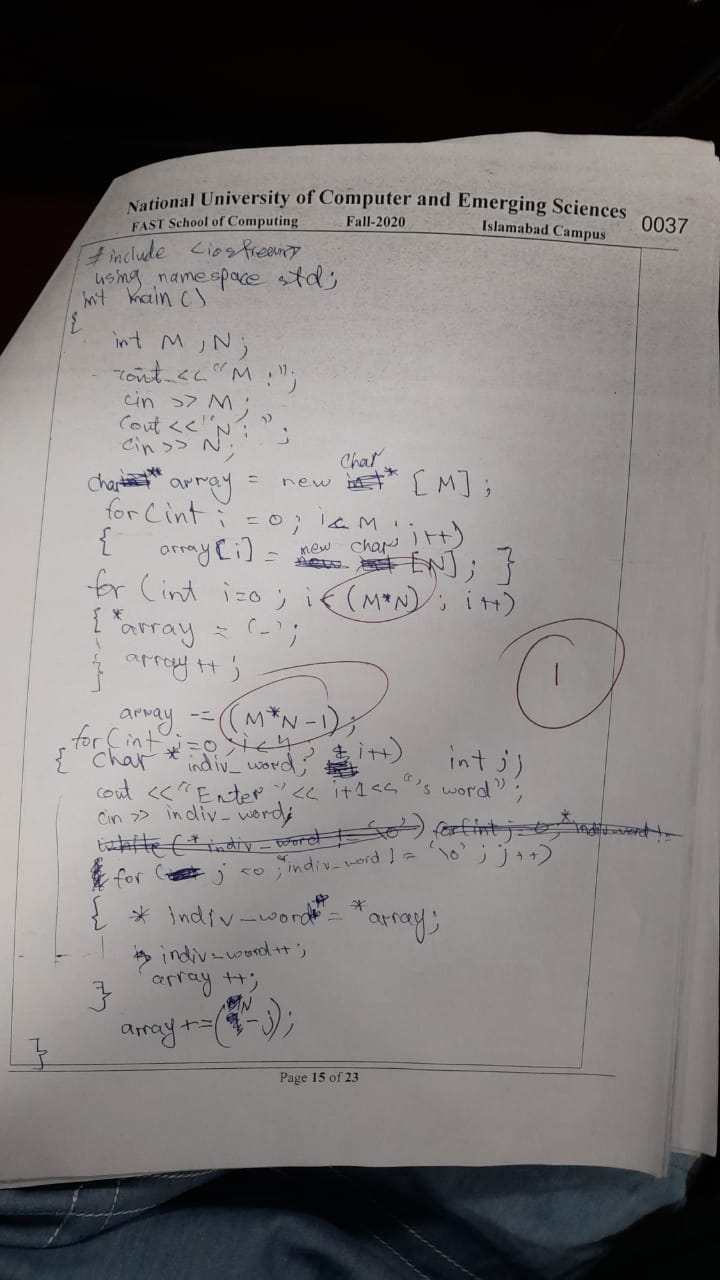 National University of Computer and Emerging Sciences 0037
FAST School of Computing Fall-2020 Islamabad Campus
#include <iostream>
using namespace std;
int main ()
{
int M, N;
cout << "M :";
cin >> M;
cout << "N : ";
cin >> N;
char** array = new char* [M];
for (int i = 0; i < M ; i++)
{ array[i] = new char [N]; }
for (int i=0 ; i < (M*N) ; i++)
{ *array = '-';
array++ ;
}
array -= (M*N-1);
for (int i=0 ; i < ; i++)
{ char * indiv_word; int j;
cout << "Enter " << i+1 << "'s word" ;
cin >> indiv_word;
for ( j =0 ; *indiv_word != '\0' ; j++)
{ * indiv_word = *array;
indiv_word++;
array ++;
}
array += (N-j);
}
1
Page 15 of 23